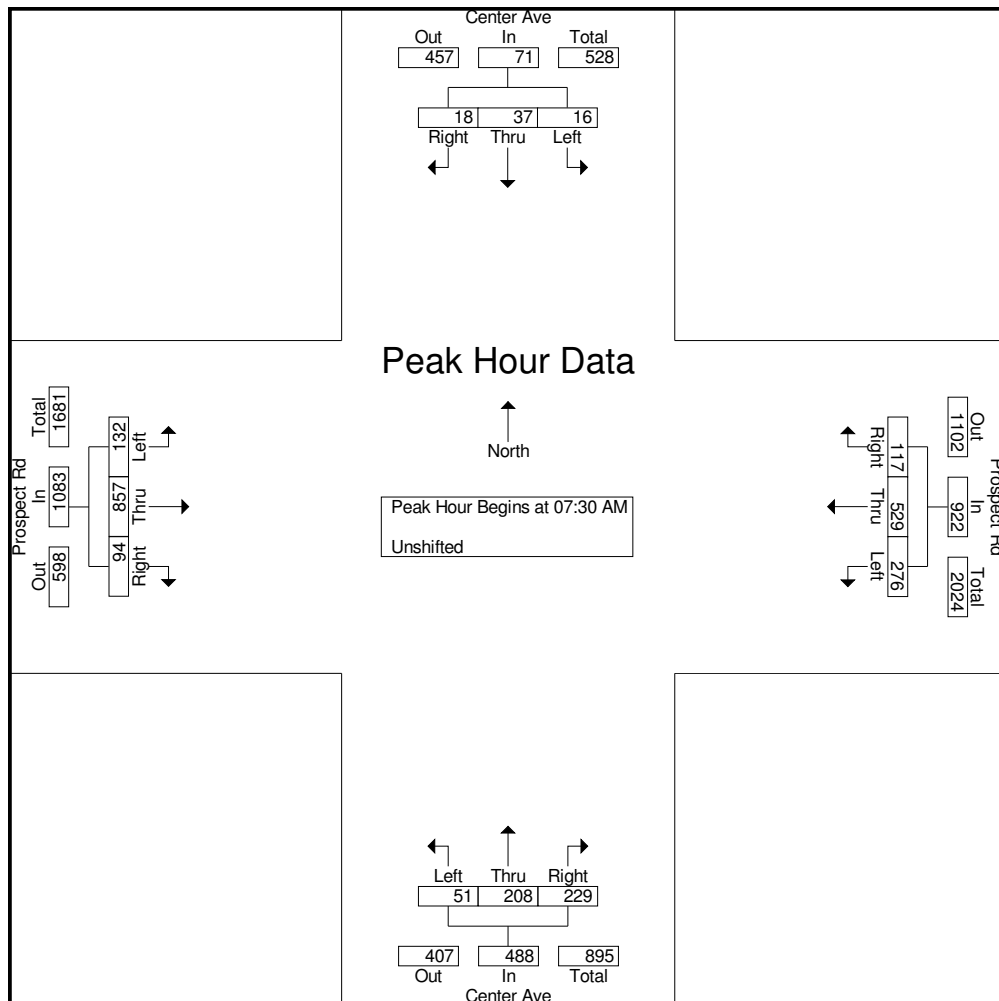 Center Ave
Out In Total
457 71 528
18 37 16
Right Thru Left
Peak Hour Data
North
Peak Hour Begins at 07:30 AM
Unshifted
Prospect Rd
Total In Out
1681 1083 598
132 857 94
Left Thru Right
Prospect Rd
Out In Total
1102 922 2024
117 529 276
Right Thru Left
Left Thru Right
51 208 229
407 488 895
Out In Total
Center Ave